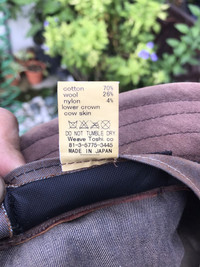 cotton 70%
wool 26%
nylon 4%
lower crown
cow skin
DO NOT TUMBLE DRY
Weave Toshi co.
81-3-5775-3445
MADE IN JAPAN